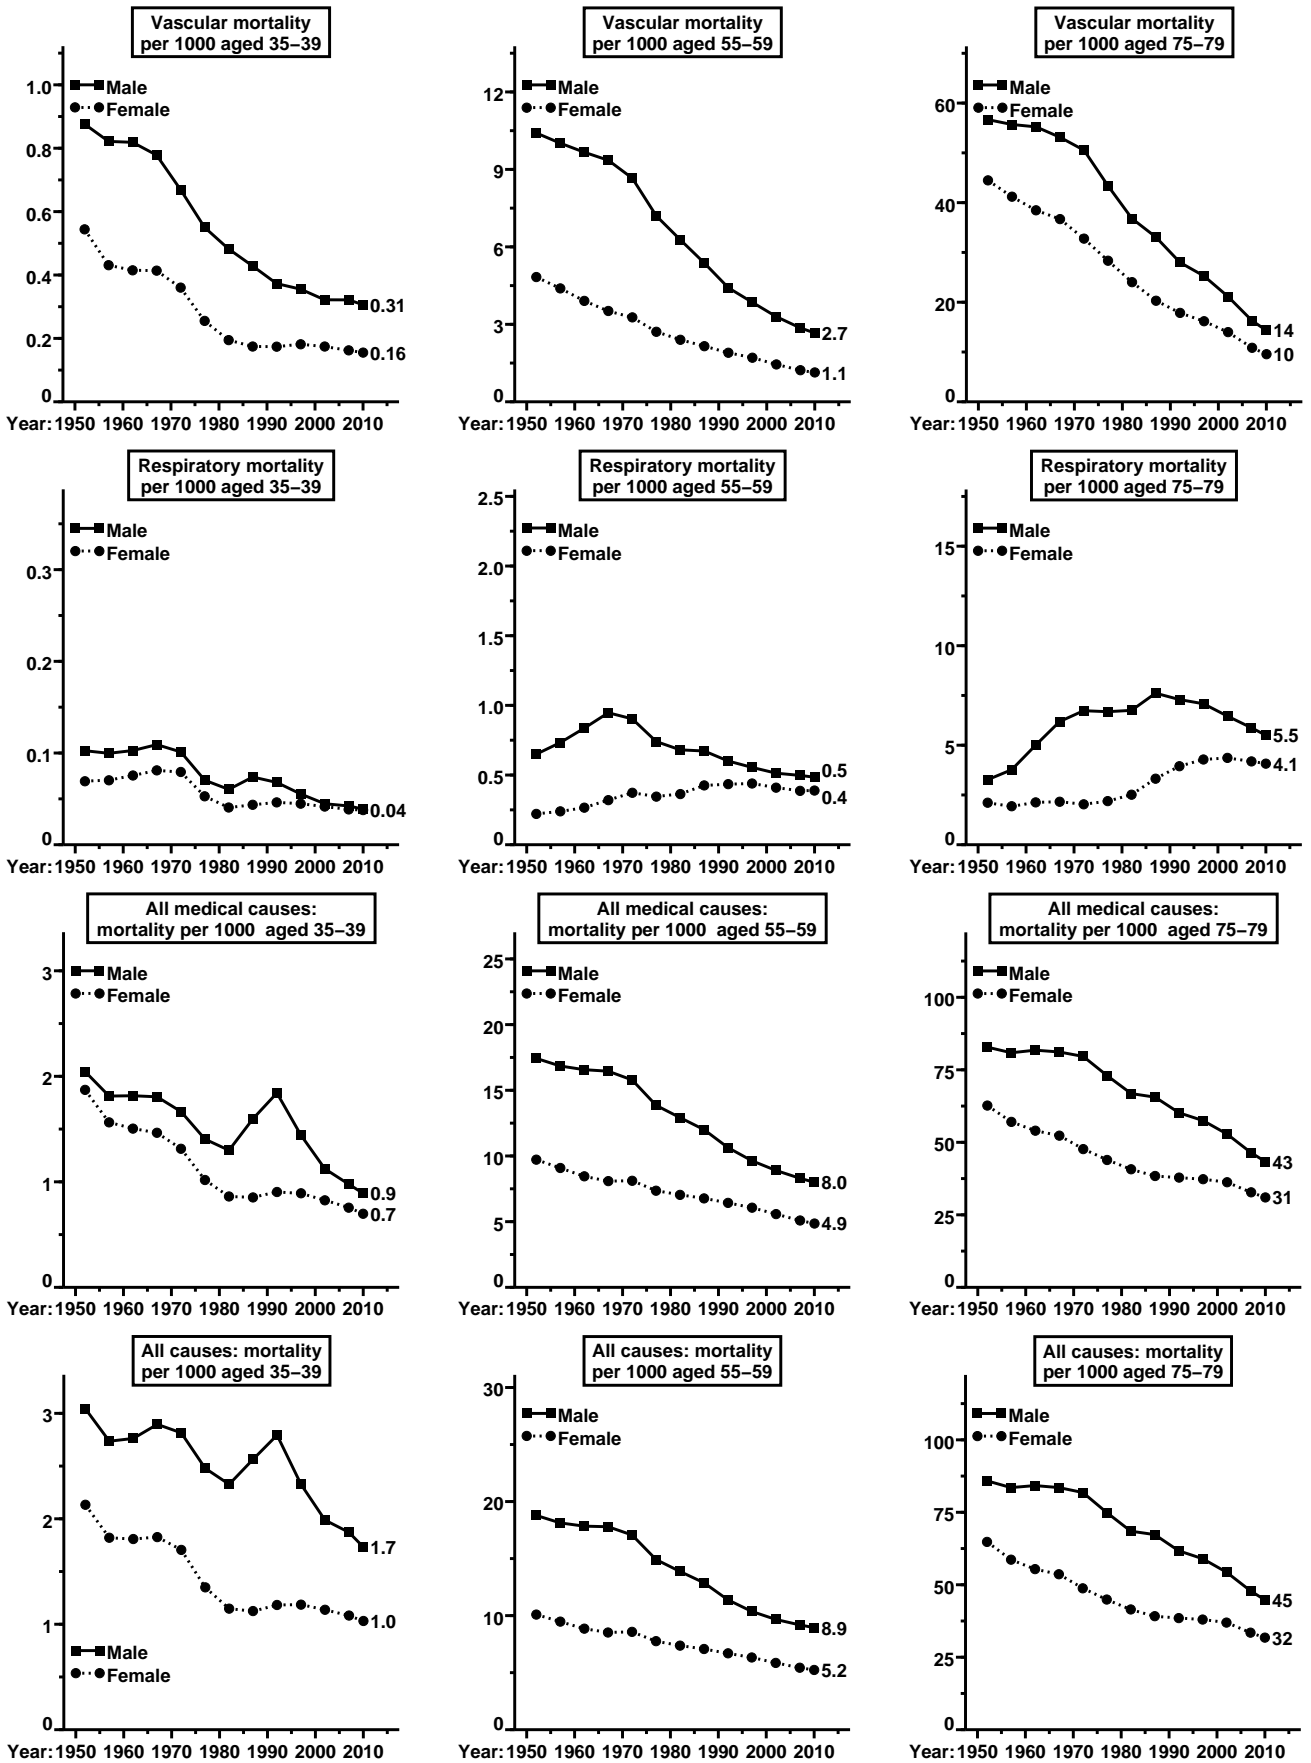 Vascular mortality
per 1000 aged 35–39
1.0
0.8
0.6
0.4
0.2
0
Male
Female
0.31
0.16
Year: 1950 1960 1970 1980 1990 2000 2010
Vascular mortality
per 1000 aged 55–59
12
9
6
3
0
Male
Female
2.7
1.1
1950 1960 1970 1980 1990 2000 2010
Year:
Vascular mortality
per 1000 aged 75–79
60
40
20
0
Male
Female
14
10
Year: 1950 1960 1970 1980 1990 2000 2010
Respiratory mortality
per 1000 aged 35–39
0.3
0.2
0.1
0
Male
Female
0.04
Year: 1950 1960 1970 1980 1990 2000 2010
Respiratory mortality
per 1000 aged 55–59
2.5
2.0
1.5
1.0
0.5
0
Male
Female
0.5
0.4
Year: 1950 1960 1970 1980 1990 2000 2010
Respiratory mortality
per 1000 aged 75–79
15
10
5
0
Male
Female
5.5
4.1
Year: 1950 1960 1970 1980 1990 2000 2010
All medical causes:
mortality per 1000 aged 35–39
3
2
1
0
Male
Female
0.9
0.7
Year: 1950 1960 1970 1980 1990 2000 2010
All medical causes:
mortality per 1000 aged 55–59
25
20
15
10
5
0
Male
Female
8.0
4.9
Year: 1950 1960 1970 1980 1990 2000 2010
All medical causes:
mortality per 1000 aged 75–79
100
75
50
25
0
Male
Female
43
31
Year: 1950 1960 1970 1980 1990 2000 2010
All causes: mortality
per 1000 aged 35–39
3
2
1
0
1.7
1.0
Male
Female
Year: 1950 1960 1970 1980 1990 2000 2010
All causes: mortality
per 1000 aged 55–59
30
20
10
0
Male
Female
8.9
5.2
Year: 1950 1960 1970 1980 1990 2000 2010
All causes: mortality
per 1000 aged 75–79
100
75
50
25
0
Male
Female
45
32
Year: 1950 1960 1970 1980 1990 2000 2010